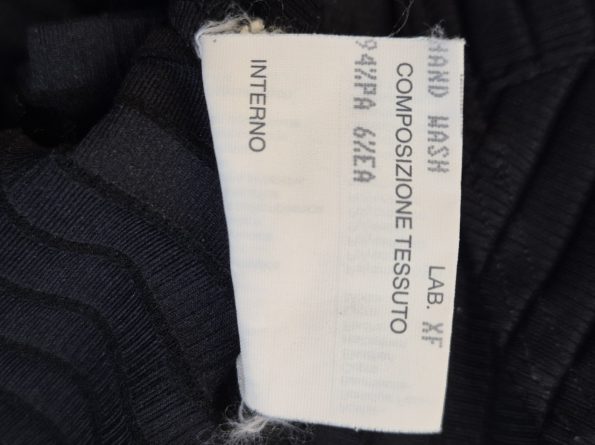 HAND WASH LAB. XF
COMPOSIZIONE TESSUTO
94%PA 6%EA
INTERNO